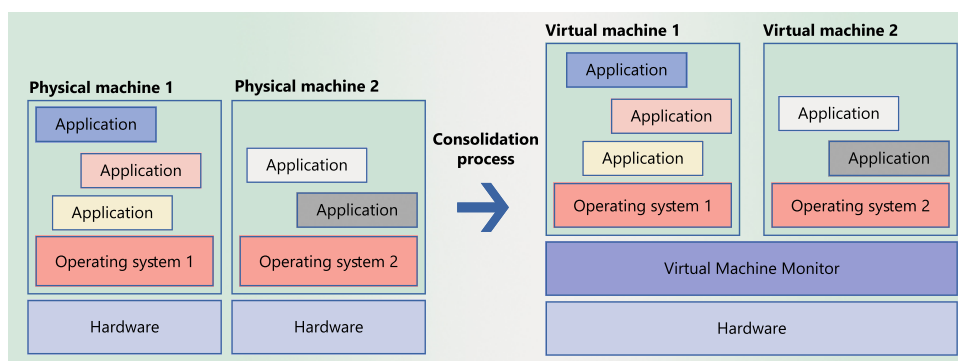 Physical machine 1
Application
Application
Application
Operating system 1
Hardware
Physical machine 2
Application
Application
Operating system 2
Hardware
Consolidation
process
Virtual machine 1
Application
Application
Application
Operating system 1
Virtual machine 2
Application
Application
Operating system 2
Virtual Machine Monitor
Hardware